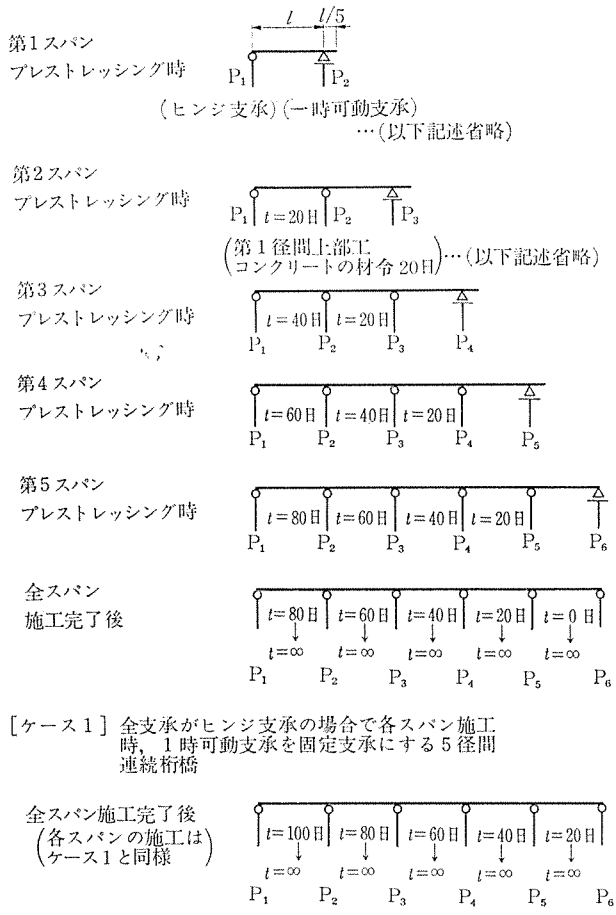 l l/5
第1スパン
プレストレッシング時
P₁ P₂
(ヒンジ支承)(一時可動支承)
…(以下記述省略)
第2スパン
プレストレッシング時
P₁ t=20日 P₂ P₃
(第1径間上部工
コンクリートの材令20日)…(以下記述省略)
第3スパン
プレストレッシング時
t=40日 t=20日
P₁ P₂ P₃ P₄
第4スパン
プレストレッシング時
t=60日 t=40日 t=20日
P₁ P₂ P₃ P₄ P₅
第5スパン
プレストレッシング時
t=80日 t=60日 t=40日 t=20日
P₁ P₂ P₃ P₄ P₅ P₆
全スパン
施工完了後
t=80日 t=60日 t=40日 t=20日 t=0日
↓ ↓ ↓ ↓ ↓
t=∞ t=∞ t=∞ t=∞ t=∞
P₁ P₂ P₃ P₄ P₅ P₆
[ケース1] 全支承がヒンジ支承の場合で各スパン施工
時,1時可動支承を固定支承にする5径間
連続桁橋
全スパン施工完了後
(各スパンの施工は
ケース1と同様)
t=100日 t=80日 t=60日 t=40日 t=20日
↓ ↓ ↓ ↓ ↓
t=∞ t=∞ t=∞ t=∞ t=∞
P₁ P₂ P₃ P₄ P₅ P₆